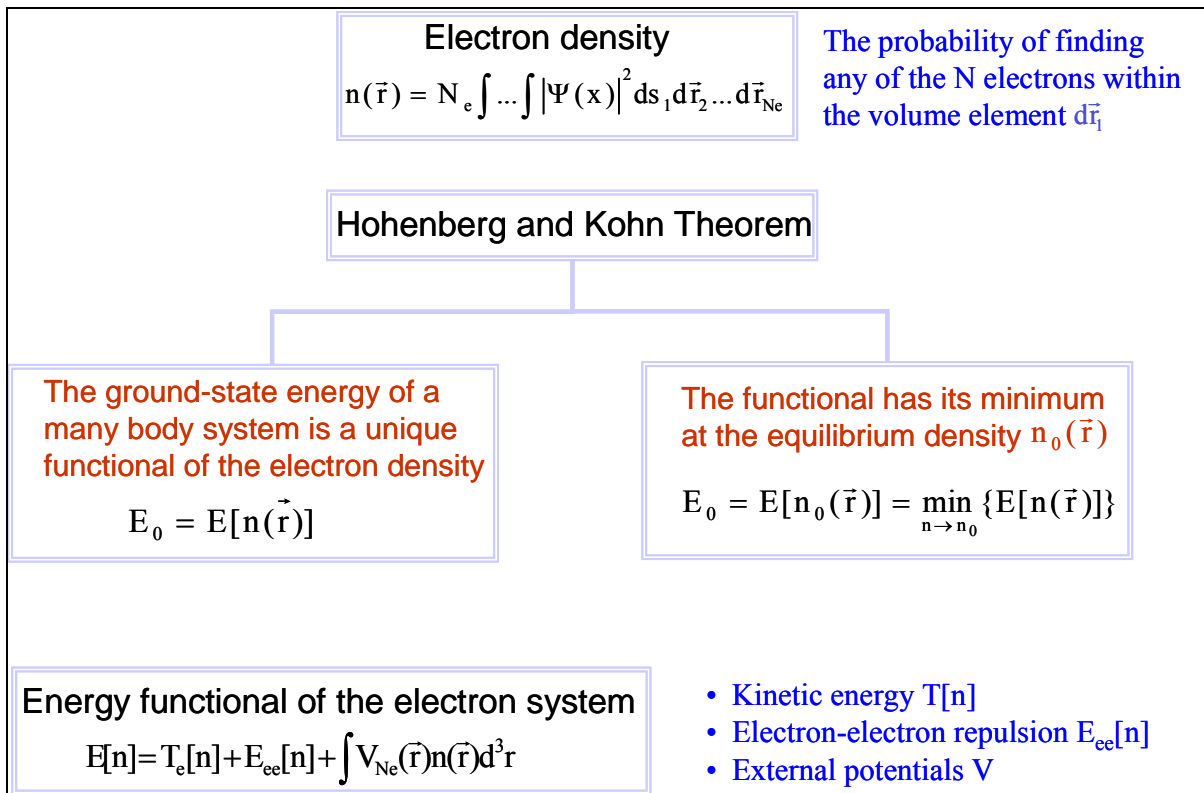 Electron density
n(r⃗) = N_e ∫ ... ∫ |Ψ(x)|² ds₁ dr⃗₂ ... dr⃗_Ne
The probability of finding
any of the N electrons within
the volume element dr⃗₁
Hohenberg and Kohn Theorem
The ground-state energy of a
many body system is a unique
functional of the electron density
E₀ = E[n(r⃗)]
The functional has its minimum
at the equilibrium density n₀(r⃗)
E₀ = E[n₀(r⃗)] = min {E[n(r⃗)]}
n→n₀
Energy functional of the electron system
E[n]=T_e[n]+E_ee[n]+∫V_Ne(r⃗)n(r⃗)d³r
• Kinetic energy T[n]
• Electron-electron repulsion E_ee[n]
• External potentials V